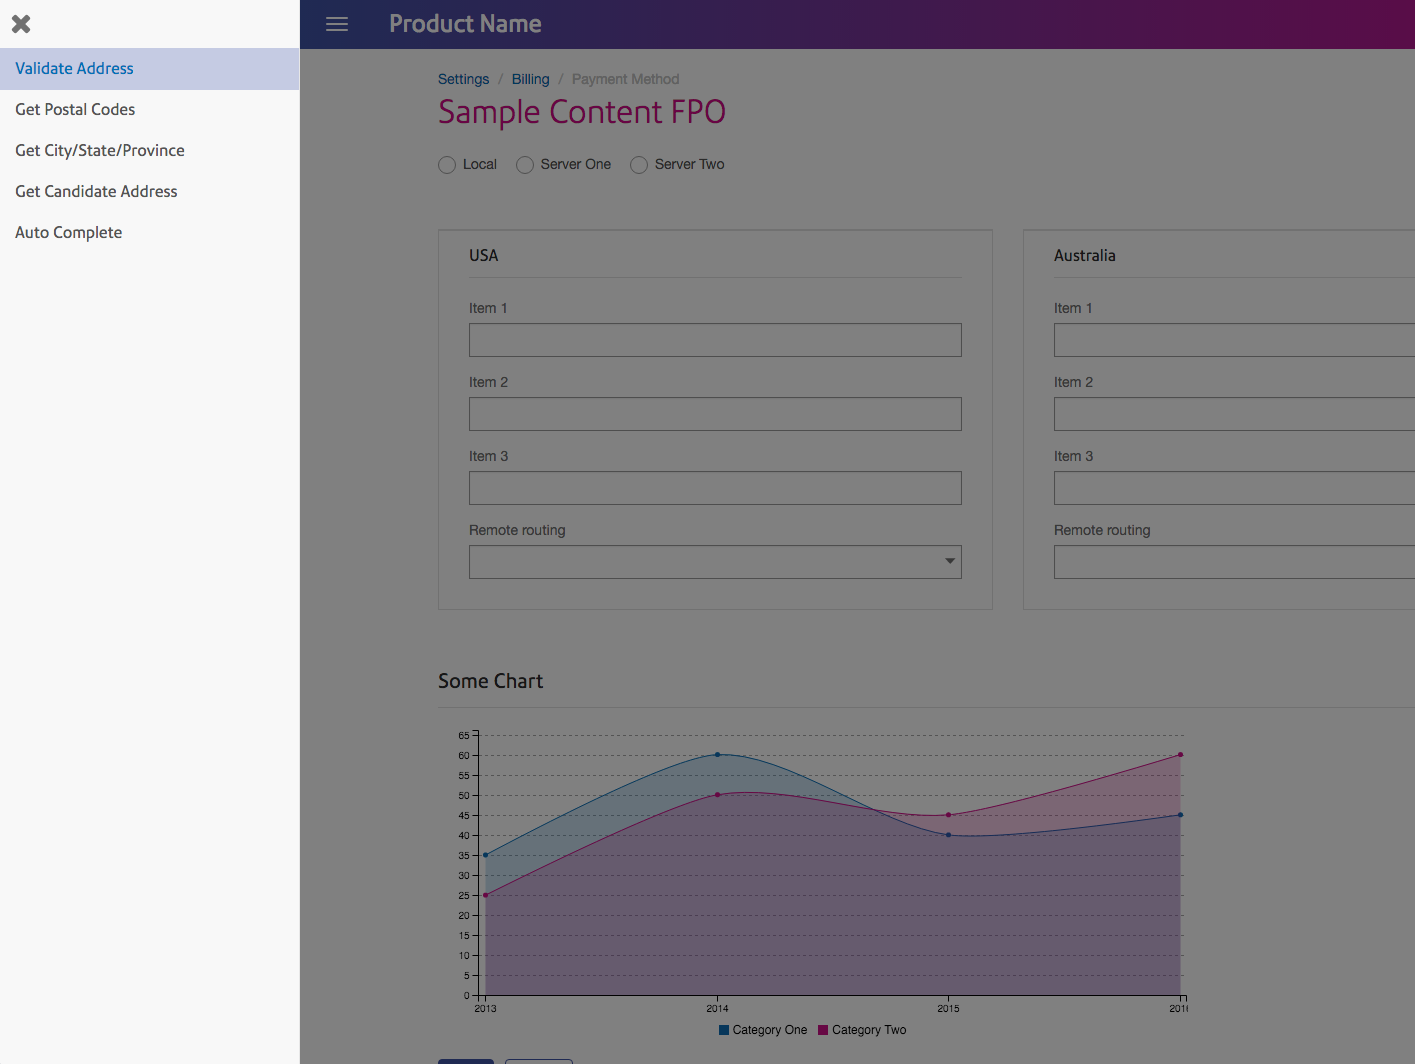 Product Name
Validate Address
Get Postal Codes
Get City/State/Province
Get Candidate Address
Auto Complete
Settings / Billing / Payment Method
Sample Content FPO
Local Server One Server Two
USA
Item 1
Item 2
Item 3
Remote routing
Australia
Item 1
Item 2
Item 3
Remote routing
Some Chart
65
60
55
50
45
40
35
30
25
20
15
10
5
0
2013 2014 2015
Category One Category Two